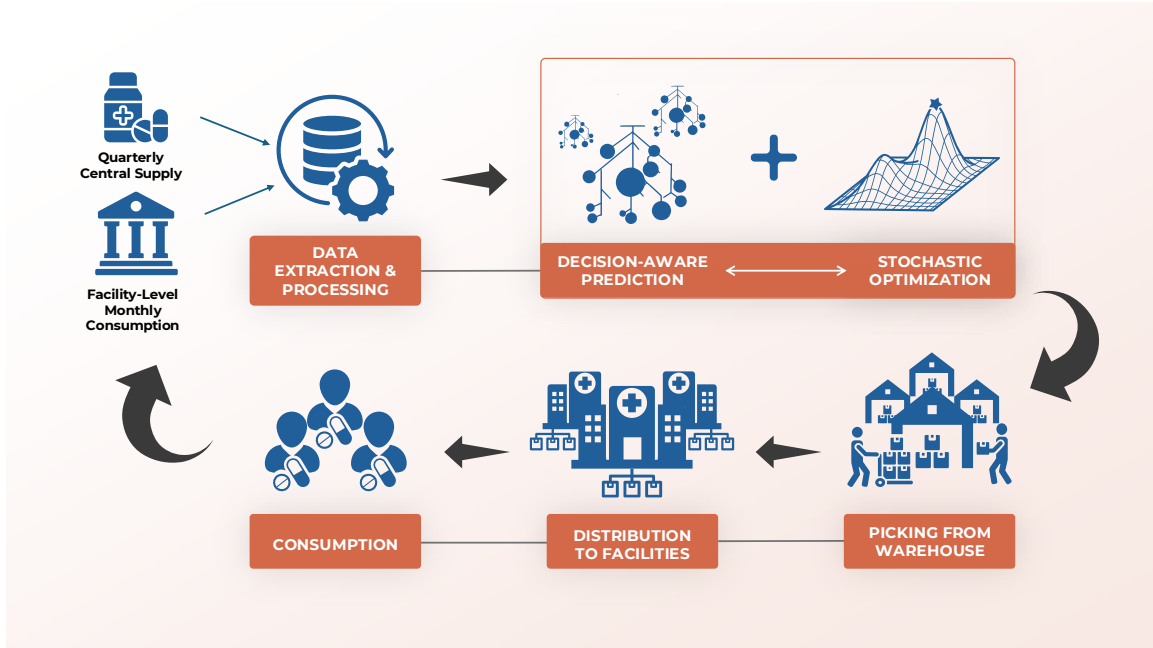 Quarterly
Central Supply
Facility-Level
Monthly
Consumption
DATA
EXTRACTION &
PROCESSING
DECISION-AWARE
PREDICTION
STOCHASTIC
OPTIMIZATION
CONSUMPTION
DISTRIBUTION
TO FACILITIES
PICKING FROM
WAREHOUSE